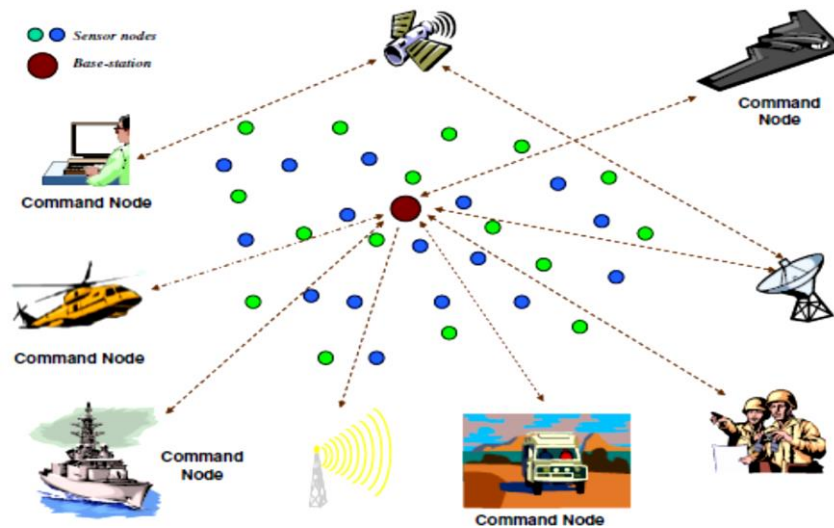 Sensor nodes
Base-station
Command
Node
Command Node
Command Node
Command
Node
Command Node